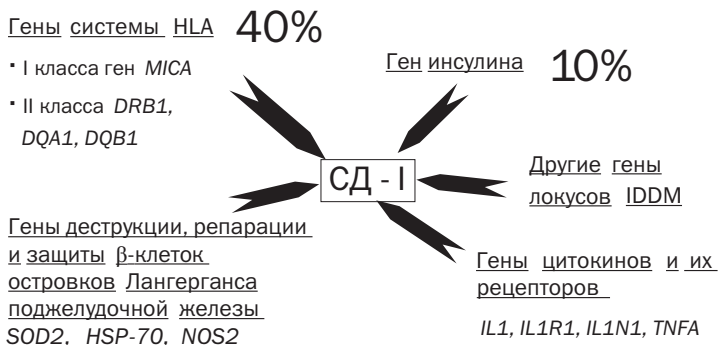 Гены системы HLA 40%
· I класса ген MICA
· II класса DRB1,
DQA1, DQB1
Ген инсулина 10%
СД - I
Другие гены
локусов IDDM
Гены деструкции, репарации
и защиты β-клеток
островков Лангерганса
поджелудочной железы
SOD2, HSP-70, NOS2
Гены цитокинов и их
рецепторов
IL1, IL1R1, IL1N1, TNFA